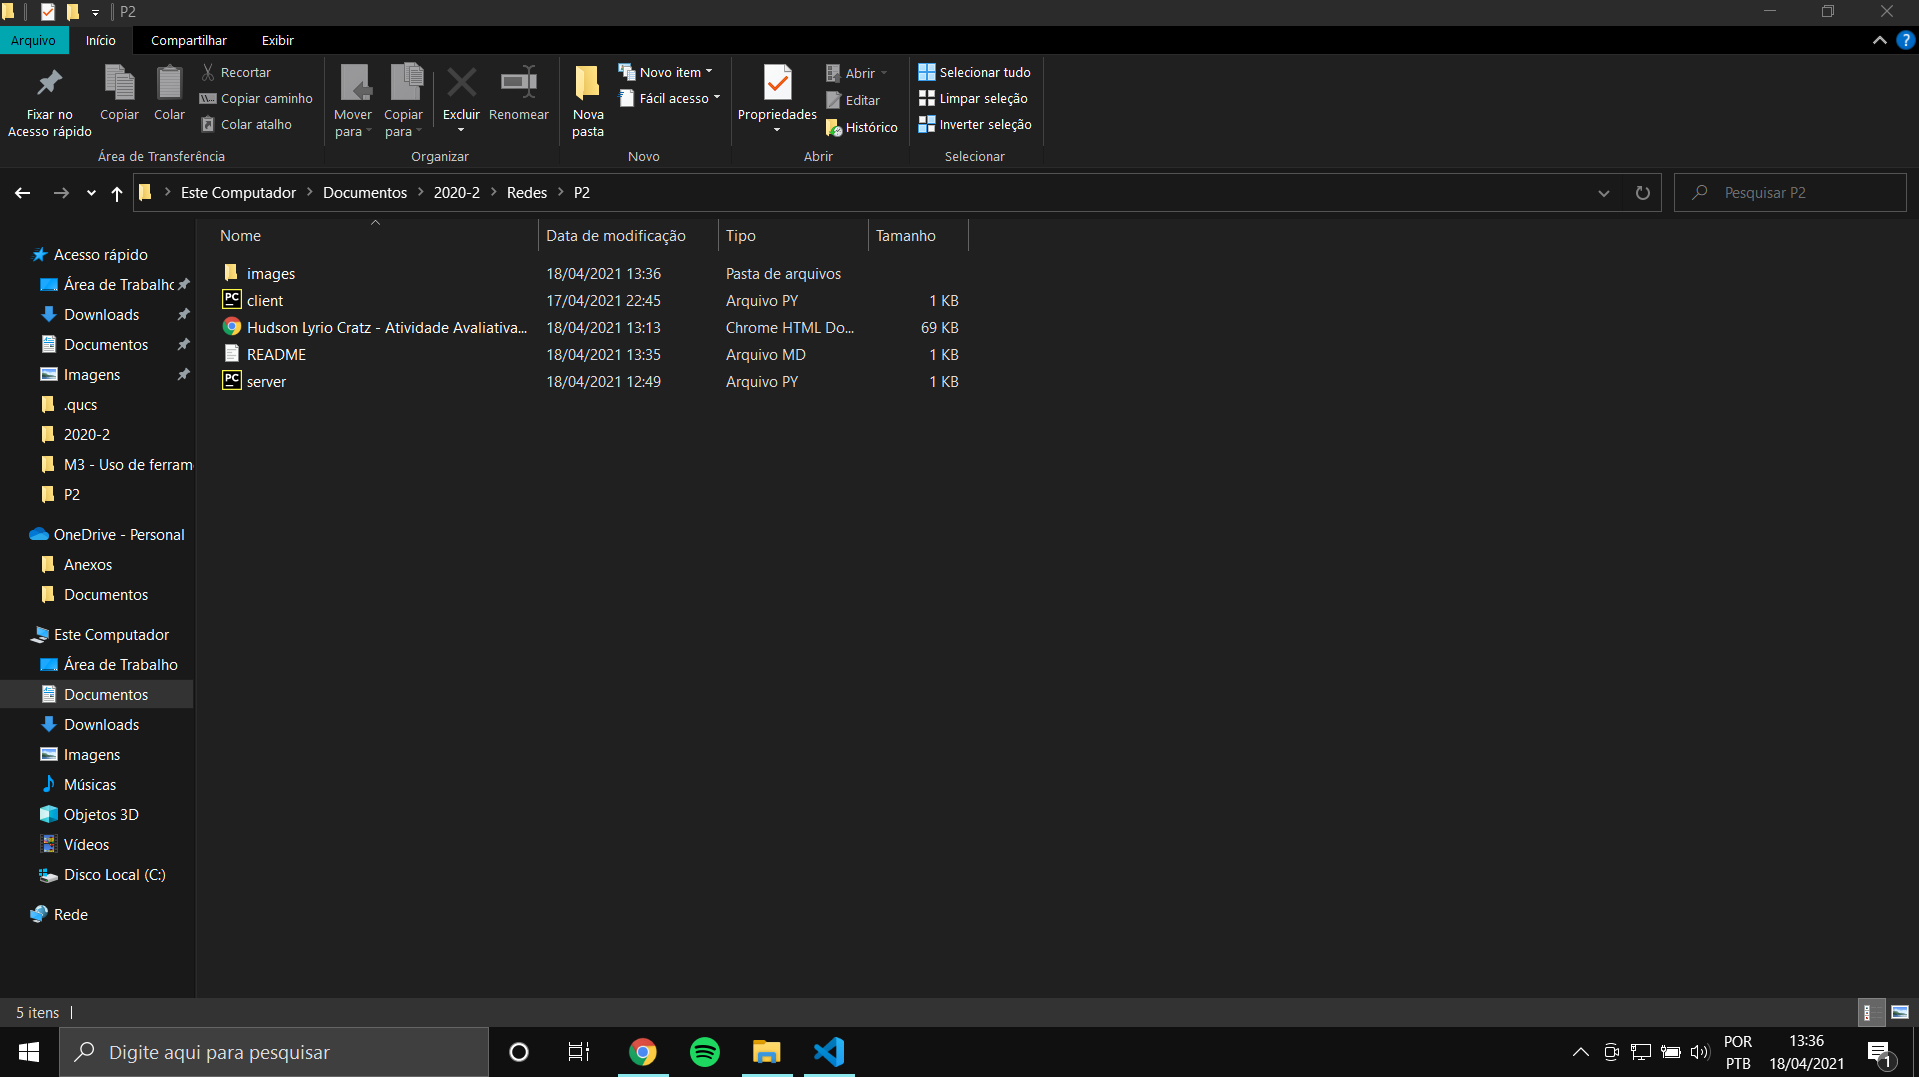 P2
Arquivo Início Compartilhar Exibir
Fixar no Acesso rápido
Copiar
Colar
Recortar
Copiar caminho
Colar atalho
Área de Transferência
Mover para
Copiar para
Excluir
Renomear
Organizar
Nova pasta
Novo item
Fácil acesso
Novo
Propriedades
Abrir
Editar
Histórico
Abrir
Selecionar tudo
Limpar seleção
Inverter seleção
Selecionar
Este Computador Documentos 2020-2 Redes P2
Pesquisar P2
Acesso rápido
Área de Trabalho
Downloads
Documentos
Imagens
.qucs
2020-2
M3 - Uso de ferram
P2
OneDrive - Personal
Anexos
Documentos
Este Computador
Área de Trabalho
Documentos
Downloads
Imagens
Músicas
Objetos 3D
Vídeos
Disco Local (C:)
Rede
Nome Data de modificação Tipo Tamanho
images 18/04/2021 13:36 Pasta de arquivos
PC client 17/04/2021 22:45 Arquivo PY 1 KB
Hudson Lyrio Cratz - Atividade Avaliativa... 18/04/2021 13:13 Chrome HTML Do... 69 KB
README 18/04/2021 13:35 Arquivo MD 1 KB
PC server 18/04/2021 12:49 Arquivo PY 1 KB
5 itens
Digite aqui para pesquisar
POR
PTB
13:36
18/04/2021
1